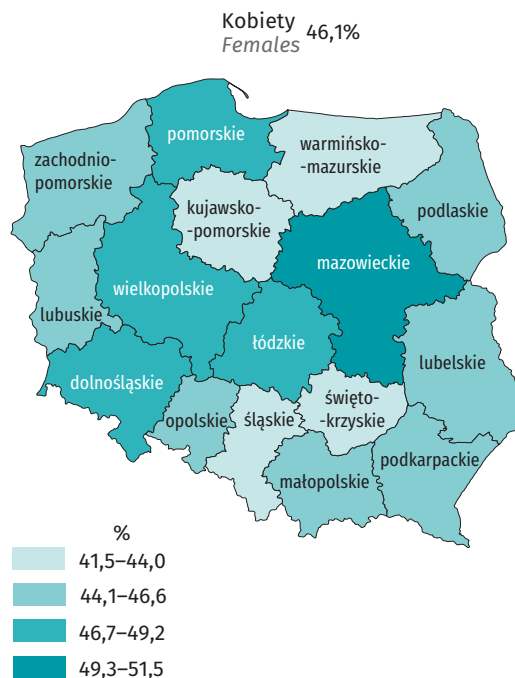 Kobiety
Females
46,1%
pomorskie
warmińsko-
-mazurskie
zachodnio-
pomorskie
kujawsko-
-pomorskie
podlaskie
mazowieckie
wielkopolskie
lubuskie
łódzkie
lubelskie
dolnośląskie
święto-
-krzyskie
opolskie
śląskie
podkarpackie
małopolskie
%
41,5–44,0
44,1–46,6
46,7–49,2
49,3–51,5